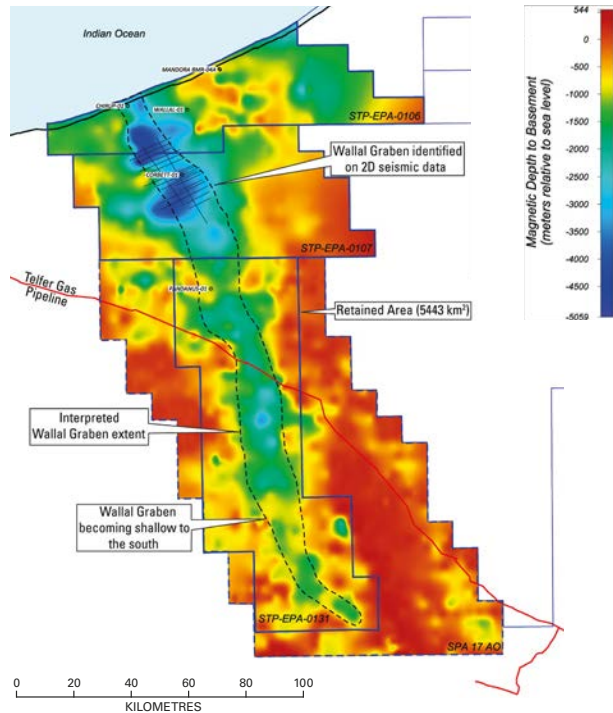 Indian Ocean
MANDORA BMR-04A
CHIRUP-01
WALLAL-01
STP-EPA-0106
Wallal Graben identified
on 2D seismic data
CORBETT-01
STP-EPA-0107
Telfer Gas
Pipeline
PANDANUS-01
Retained Area (5443 km³)
Interpreted
Wallal Graben extent
Wallal Graben
becoming shallow to
the south
STP-EPA-0131
SPA 17 AO
0 20 40 60 80 100
KILOMETRES
Magnetic Depth to Basement
(meters relative to sea level)
544
0
-500
-1000
-1500
-2000
-2500
-3000
-3500
-4000
-4500
-5059